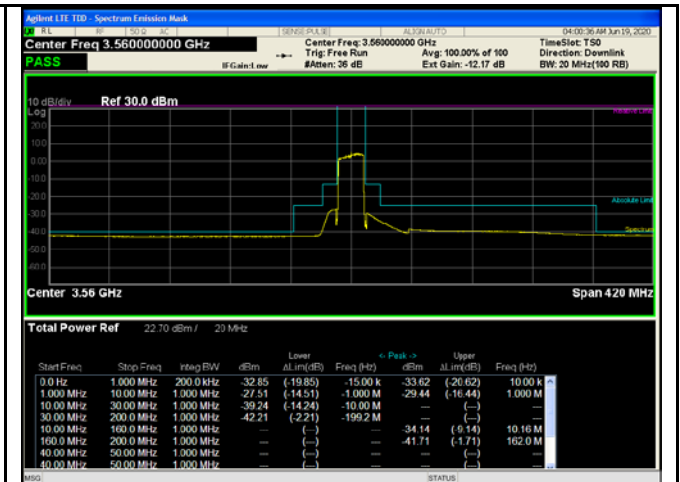 Agilent LTE TDD - Spectrum Emission Mask
RL RF 50 Ω AC SENSE:PULSE ALIGN AUTO 04:00:36 AM Jun 19, 2020
Center Freq 3.560000000 GHz Center Freq: 3.560000000 GHz TimeSlot: TS0
Trig: Free Run Avg: 100.00% of 100 Direction: Downlink
PASS IFGain:Low #Atten: 36 dB Ext Gain: -12.17 dB BW: 20 MHz(100 RB)
10 dB/div Ref 30.0 dBm
Log
Relative Limit
20.0
10.0
0.00
-10.0
-20.0
Absolute Limit
-30.0
-40.0
Spectrum
-50.0
-60.0
Center 3.56 GHz Span 420 MHz
Total Power Ref 22.70 dBm / 20 MHz
Lower <- Peak -> Upper
Start Freq Stop Freq Integ BW dBm ΔLim(dB) Freq (Hz) dBm ΔLim(dB) Freq (Hz)
0.0 Hz 1.000 MHz 200.0 kHz -32.85 (-19.85) -15.00 k -33.62 (-20.62) 10.00 k
1.000 MHz 10.00 MHz 1.000 MHz -27.51 (-14.51) -1.000 M -29.44 (-16.44) 1.000 M
10.00 MHz 30.00 MHz 1.000 MHz -39.24 (-14.24) -10.00 M --- (---) ---
30.00 MHz 200.0 MHz 1.000 MHz -42.21 (-2.21) -199.2 M --- (---) ---
10.00 MHz 160.0 MHz 1.000 MHz --- (---) --- -34.14 (-9.14) 10.16 M
160.0 MHz 200.0 MHz 1.000 MHz --- (---) --- -41.71 (-1.71) 162.0 M
40.00 MHz 50.00 MHz 1.000 MHz --- (---) --- --- (---) ---
40.00 MHz 50.00 MHz 1.000 MHz --- (---) --- --- (---) ---
MSG STATUS